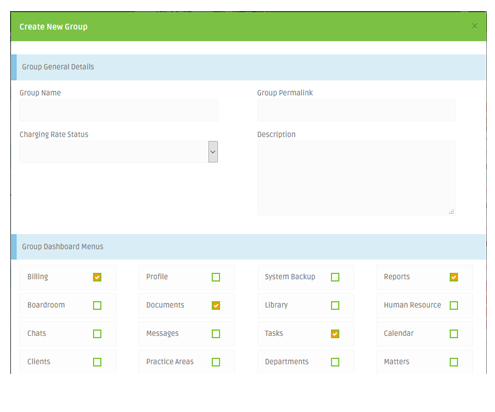 Create New Group
×
Group General Details
Group Name
Group Permalink
Charging Rate Status
Description
Group Dashboard Menus
Billing Profile System Backup Reports
Boardroom Documents Library Human Resource
Chats Messages Tasks Calendar
Clients Practice Areas Departments Matters